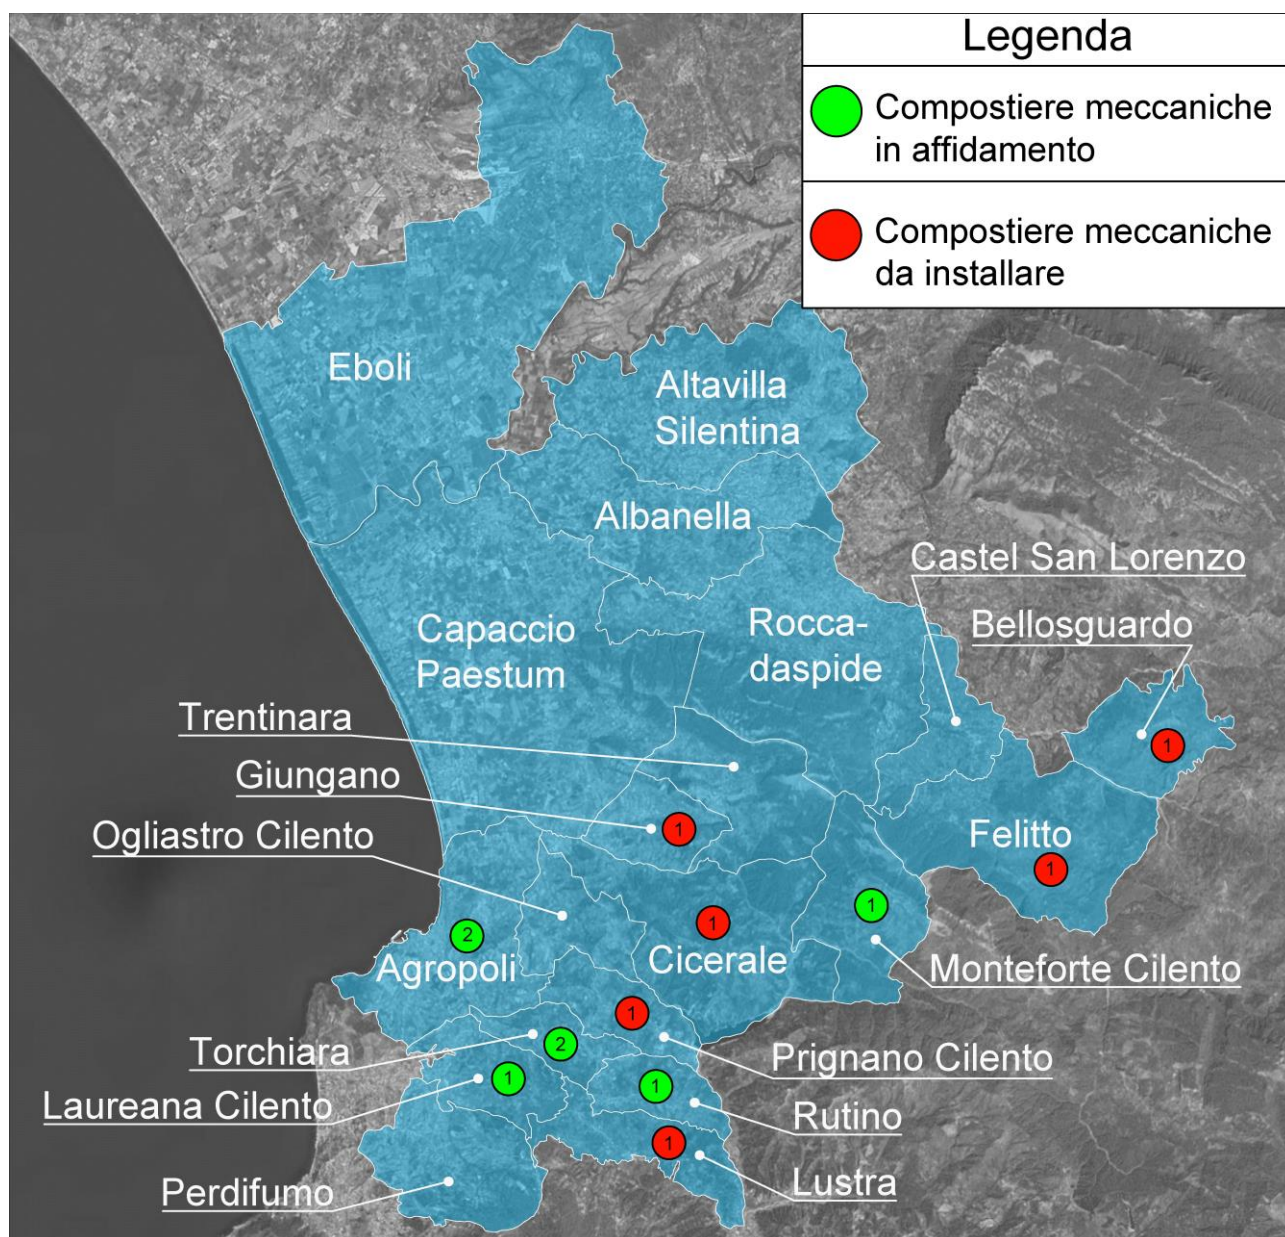 Legenda
Compostiere meccaniche
in affidamento
Compostiere meccaniche
da installare
Eboli
Altavilla
Silentina
Albanella
Castel San Lorenzo
Bellosguardo
Capaccio
Paestum
Rocca-
daspide
Trentinara
Giungano
Ogliastro Cilento
1
1
Felitto
1
1
1
2
Agropoli
Cicerale
Monteforte Cilento
1
Torchiara
2
Prignano Cilento
Laureana Cilento
1
1
Rutino
1
Lustra
Perdifumo